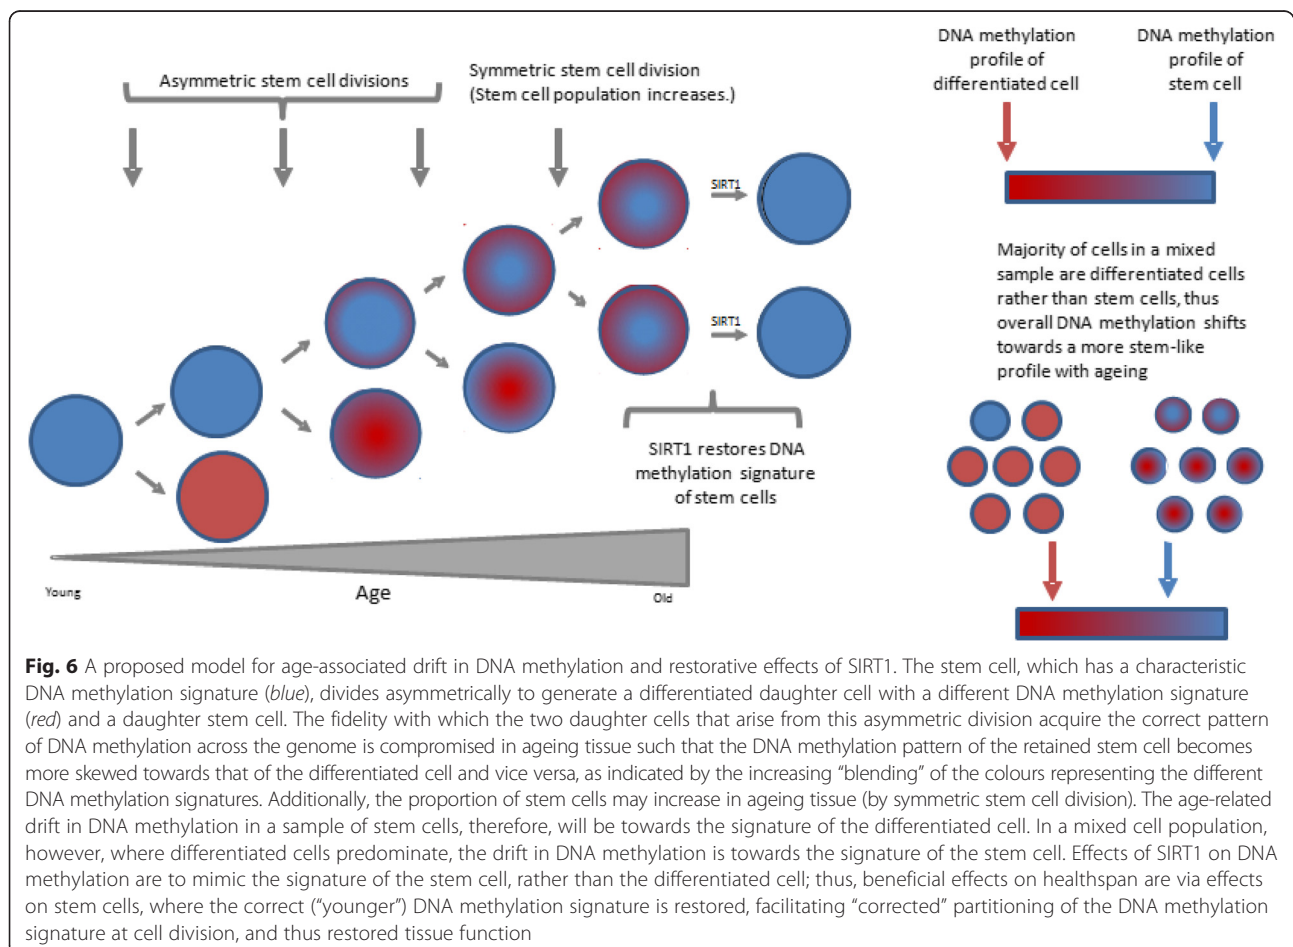 Asymmetric stem cell divisions
Symmetric stem cell division
(Stem cell population increases.)
SIRT1
SIRT1
SIRT1 restores DNA
methylation signature
of stem cells
Young
Age
Old
DNA methylation
profile of
differentiated cell
DNA methylation
profile of
stem cell
Majority of cells in a mixed
sample are differentiated cells
rather than stem cells, thus
overall DNA methylation shifts
towards a more stem-like
profile with ageing
Fig. 6 A proposed model for age-associated drift in DNA methylation and restorative effects of SIRT1. The stem cell, which has a characteristic
DNA methylation signature (blue), divides asymmetrically to generate a differentiated daughter cell with a different DNA methylation signature
(red) and a daughter stem cell. The fidelity with which the two daughter cells that arise from this asymmetric division acquire the correct pattern
of DNA methylation across the genome is compromised in ageing tissue such that the DNA methylation pattern of the retained stem cell becomes
more skewed towards that of the differentiated cell and vice versa, as indicated by the increasing “blending” of the colours representing the different
DNA methylation signatures. Additionally, the proportion of stem cells may increase in ageing tissue (by symmetric stem cell division). The age-related
drift in DNA methylation in a sample of stem cells, therefore, will be towards the signature of the differentiated cell. In a mixed cell population,
however, where differentiated cells predominate, the drift in DNA methylation is towards the signature of the stem cell. Effects of SIRT1 on DNA
methylation are to mimic the signature of the stem cell, rather than the differentiated cell; thus, beneficial effects on healthspan are via effects
on stem cells, where the correct (“younger”) DNA methylation signature is restored, facilitating “corrected” partitioning of the DNA methylation
signature at cell division, and thus restored tissue function